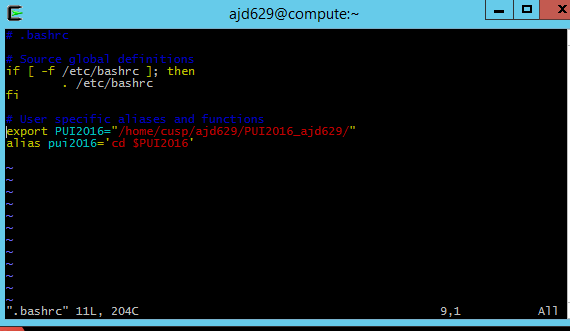 ajd629@compute:~
# .bashrc
# Source global definitions
if [ -f /etc/bashrc ]; then
        . /etc/bashrc
fi
# User specific aliases and functions
export PUI2016="/home/cusp/ajd629/PUI2016_ajd629/"
alias pui2016='cd $PUI2016'
~
~
~
~
~
~
~
~
~
~
~
~
".bashrc" 11L, 204C 9,1 All